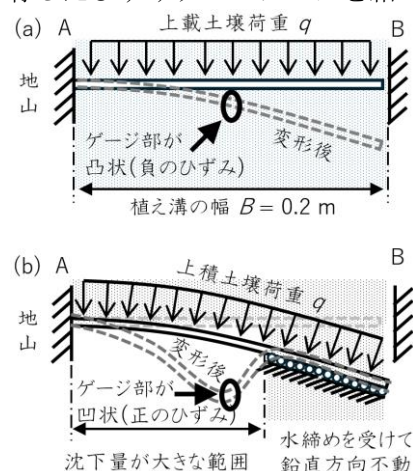 (a) A 上載土壌荷重 q B
地山
ゲージ部が
凸状(負のひずみ)
変形後
植え溝の幅 B = 0.2 m
(b) A 上積土壌荷重 q B
地山
変形後
ゲージ部が
凹状(正のひずみ)
沈下量が大きな範囲
水締めを受けて
鉛直方向不動